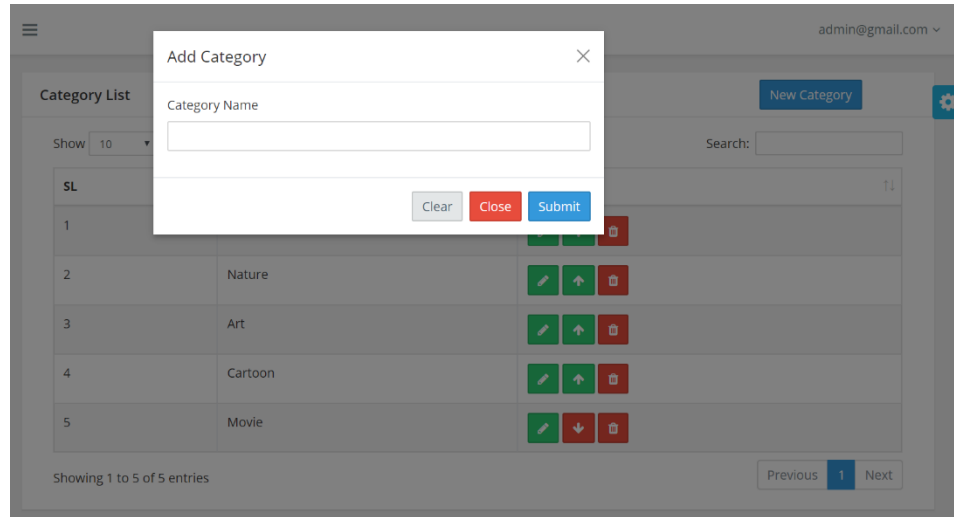 admin@gmail.com
Add Category
Category List
New Category
Category Name
Show 10
Search:
SL
Clear Close Submit
1
2 Nature
3 Art
4 Cartoon
5 Movie
Showing 1 to 5 of 5 entries
Previous 1 Next